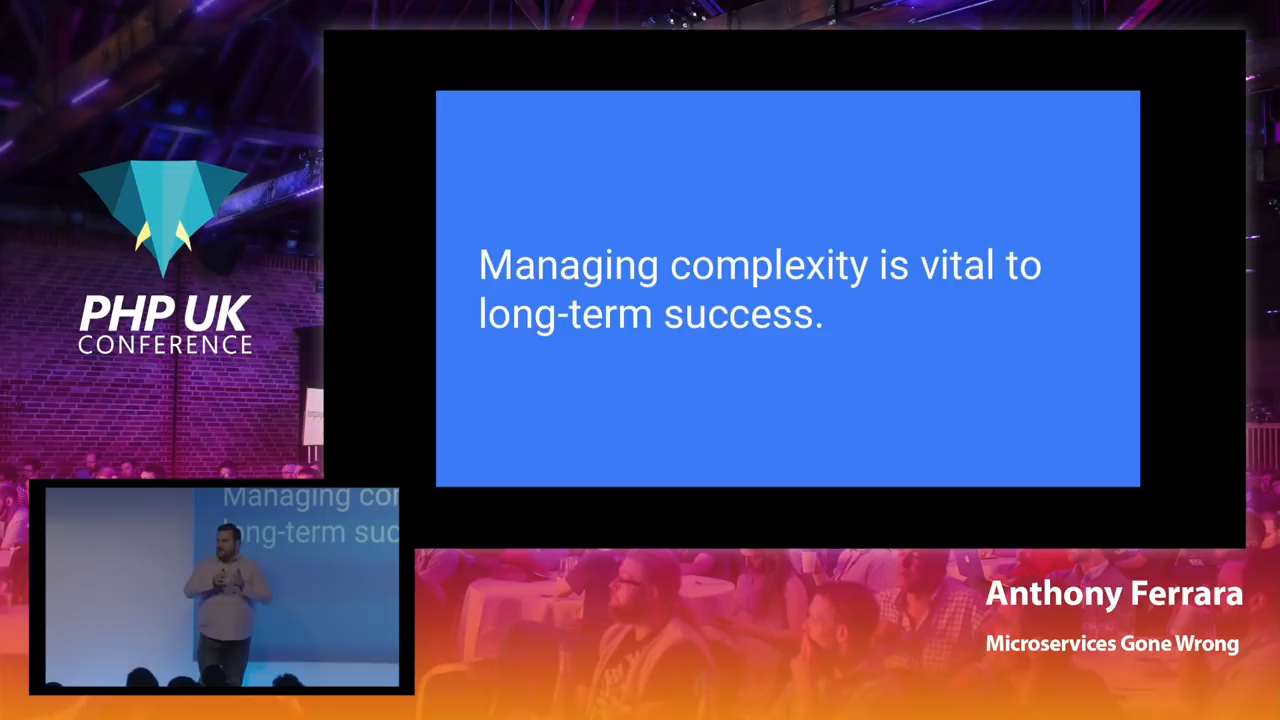 PHP UK
CONFERENCE
Managing complexity is vital to
long-term success.
Managing co
long-term suc
Anthony Ferrara
Microservices Gone Wrong